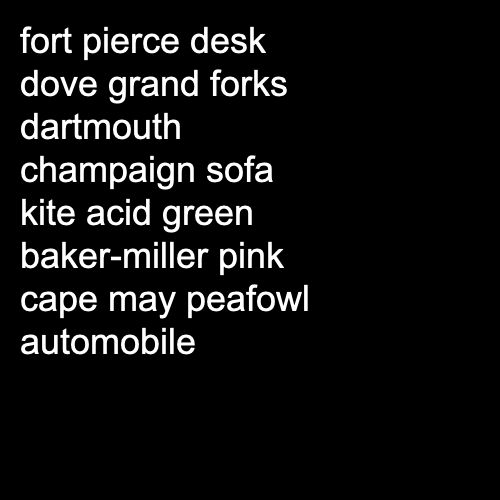 fort pierce desk
dove grand forks
dartmouth
champaign sofa
kite acid green
baker-miller pink
cape may peafowl
automobile